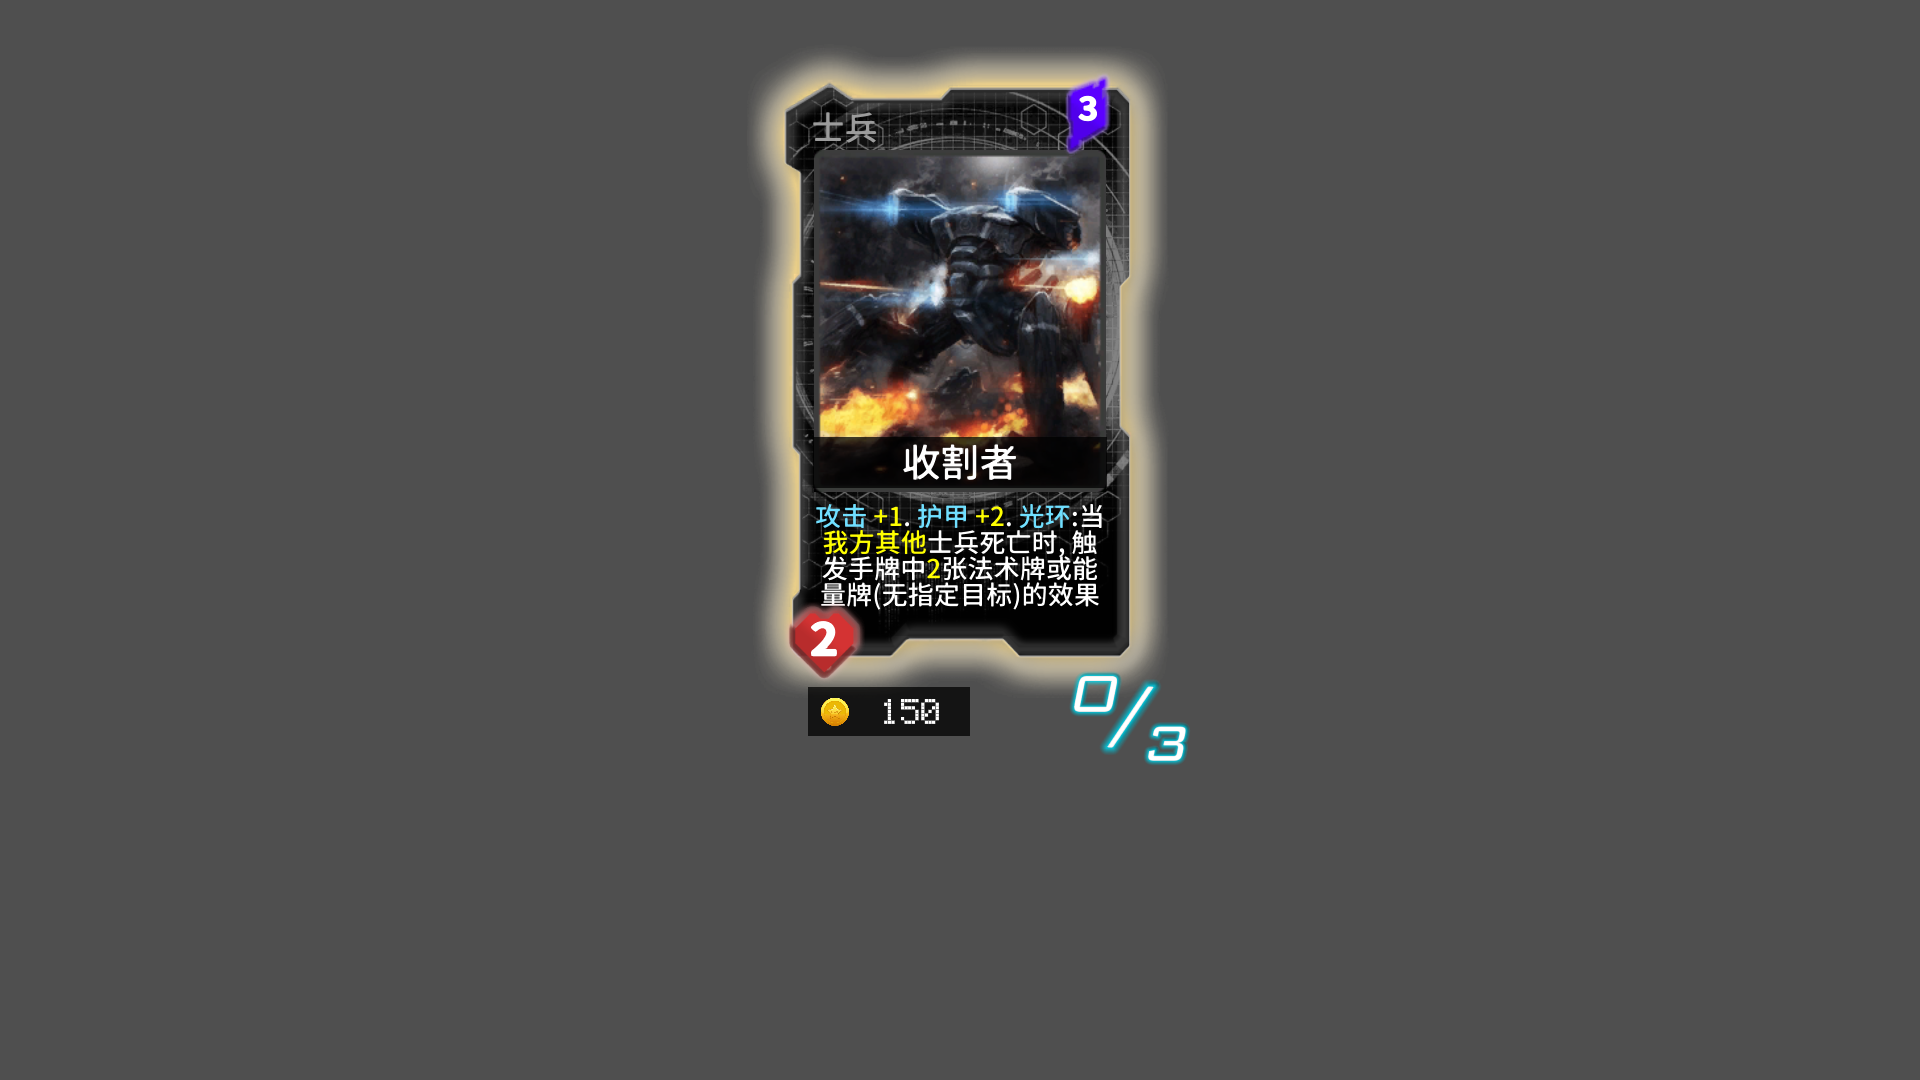 士兵
3
收割者
攻击 +1. 护甲 +2. 光环:当
我方其他士兵死亡时, 触
发手牌中2张法术牌或能
量牌(无指定目标)的效果
2
150
0/3